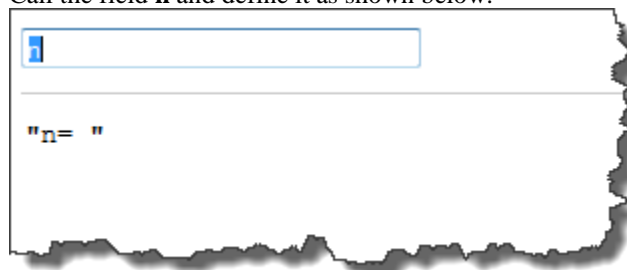 Call the field n and define it as shown below.
n
"n= "